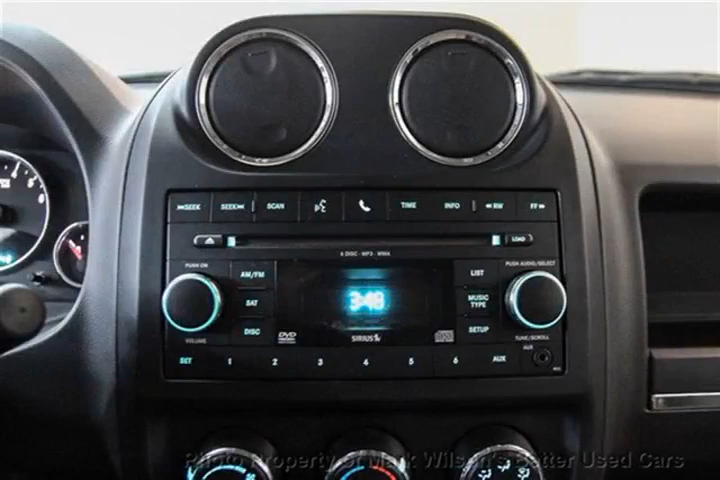 SEEK SEEK SCAN TIME INFO RW FF
LOAD
6 DISC - MP3 - WMA
PUSH ON
PUSH AUDIO/SELECT
AM/FM
LIST
SAT
3:48
MUSIC
TYPE
DISC
DVD
SETUP
VOLUME
SIRIUS
TUNE/SCROLL
SET 1 2 3 4 5 6 AUX
AUX
Photo Property of Mark Wilson's Better Used Cars